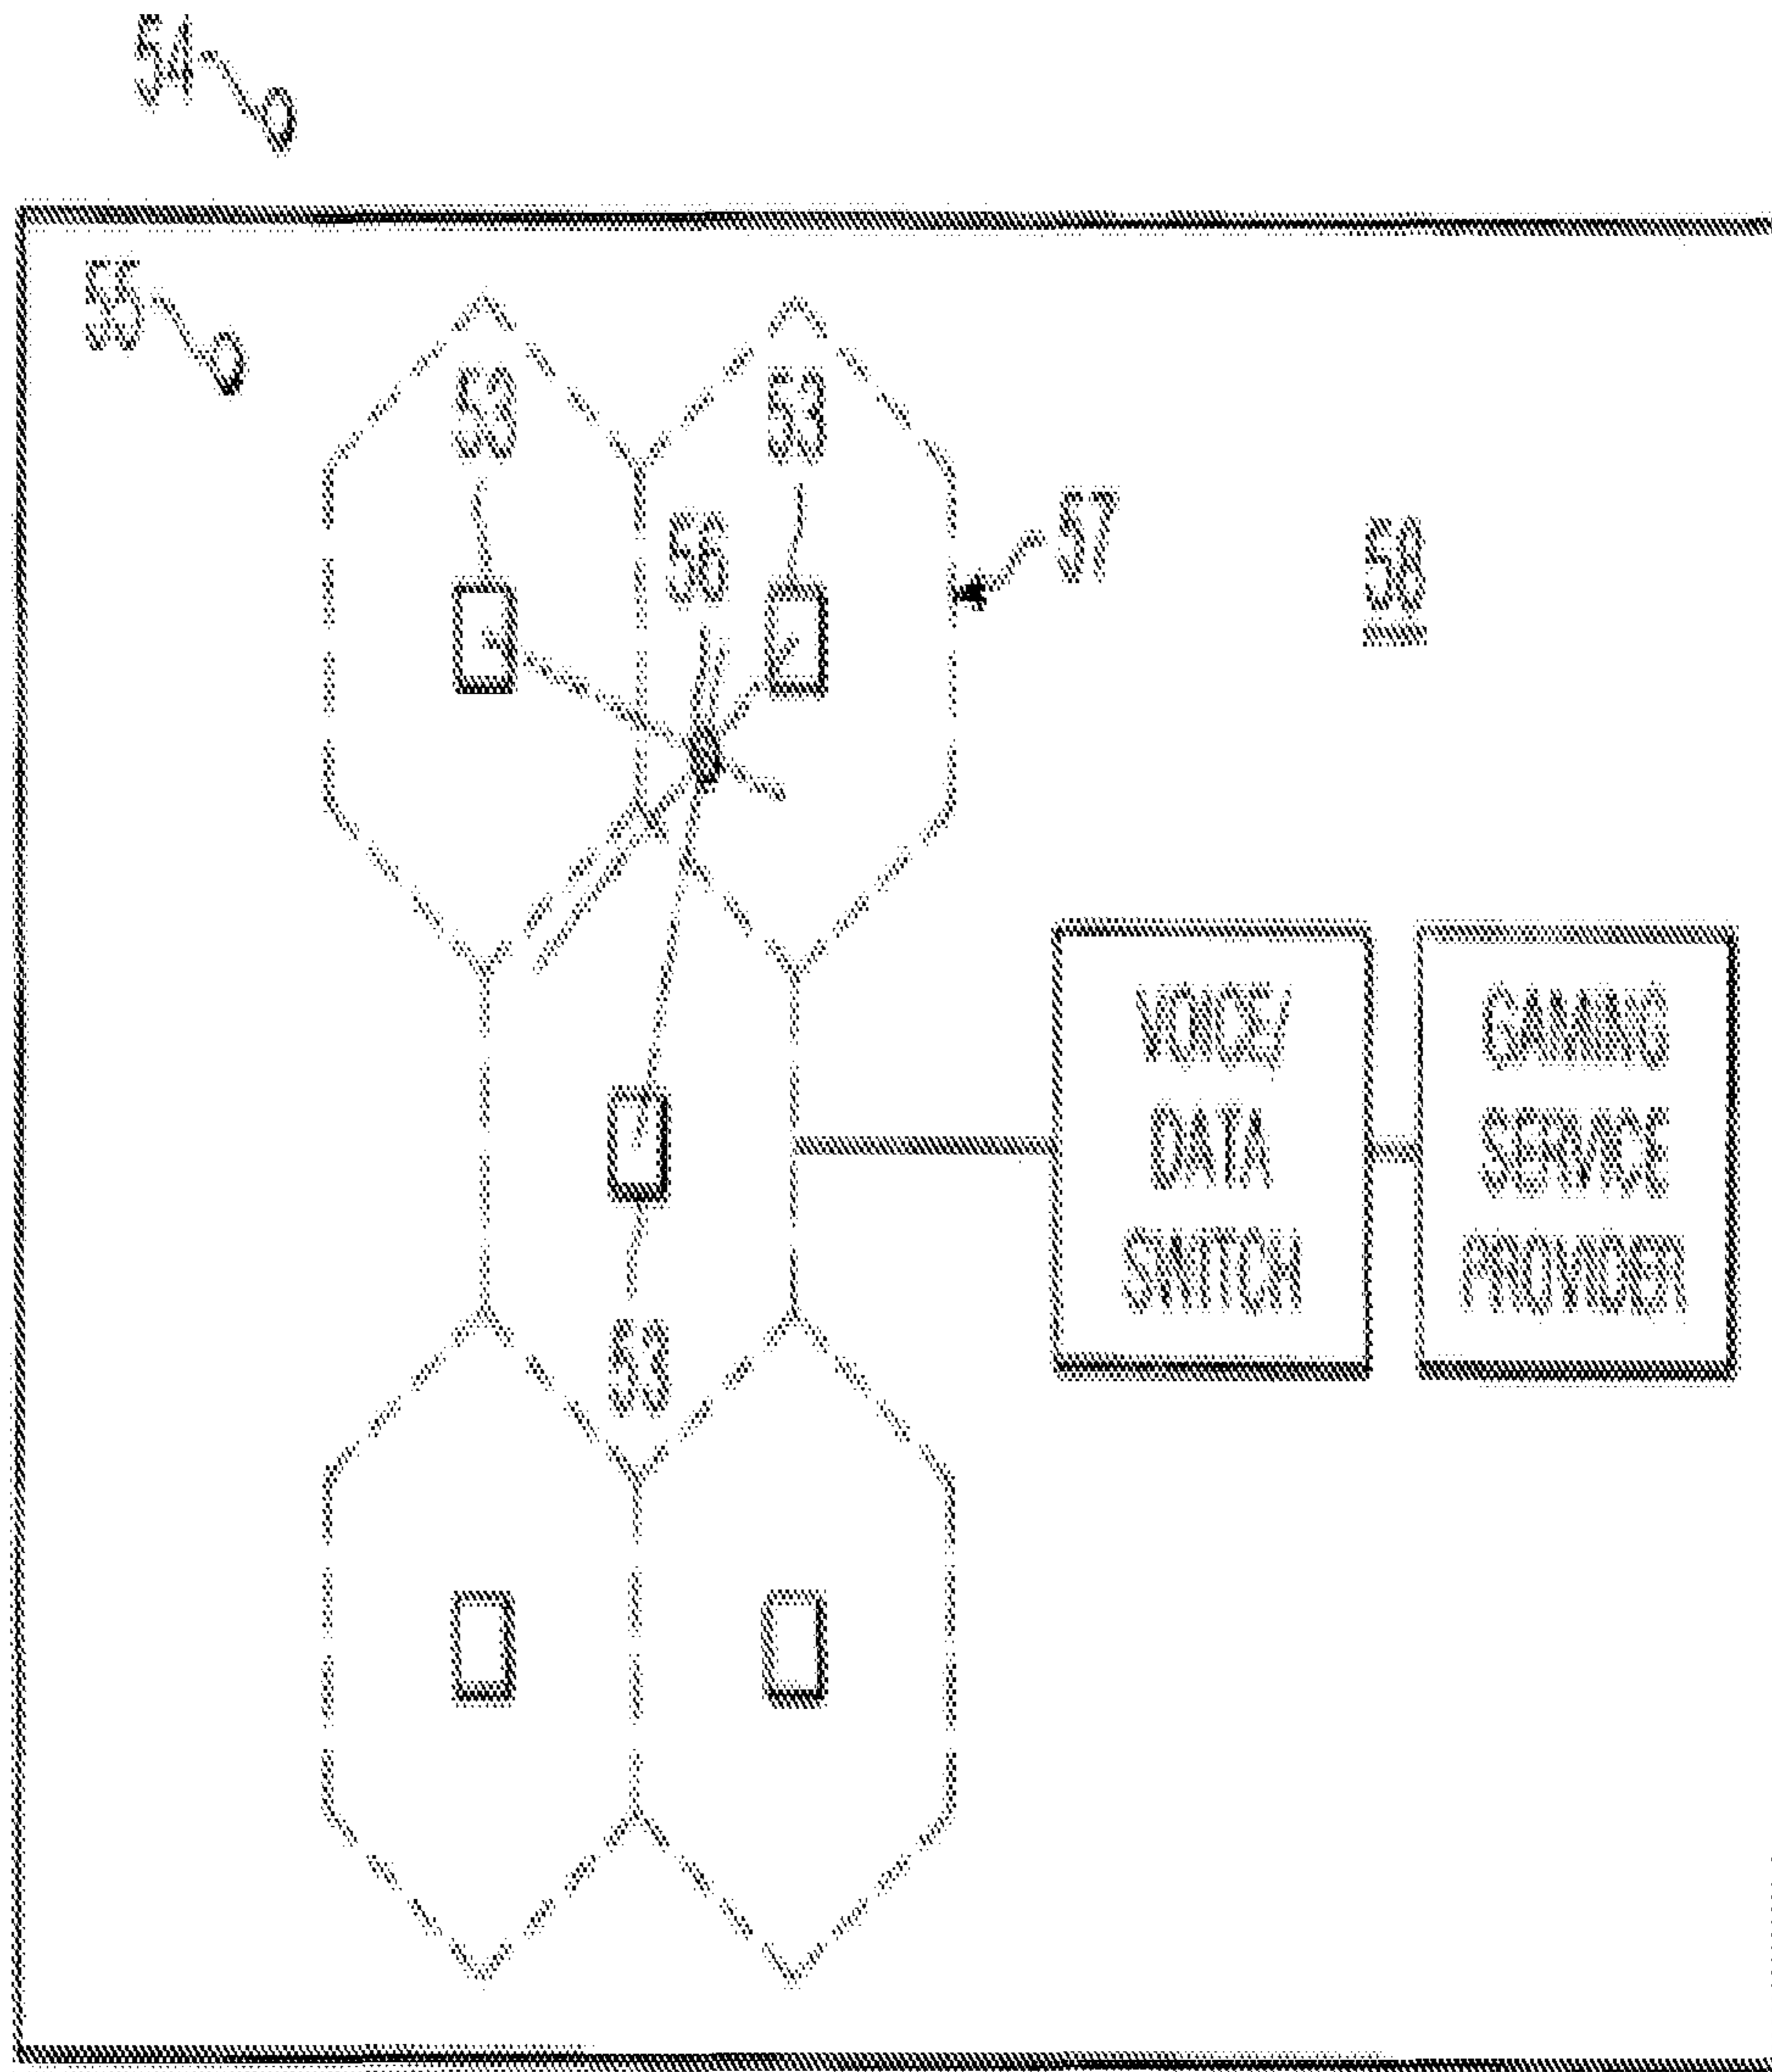 54
55
53
53
56
57
58
VOICE/
DATA
SWITCH
GAMING
SERVICE
PROVIDER
53